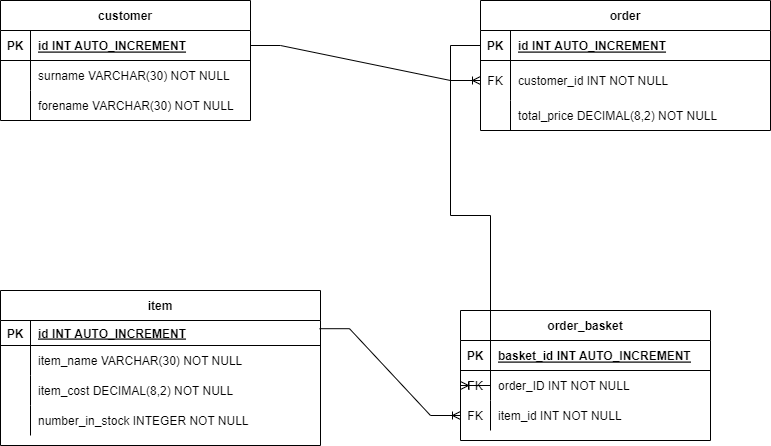 customer
PK id INT AUTO_INCREMENT
surname VARCHAR(30) NOT NULL
forename VARCHAR(30) NOT NULL
order
PK id INT AUTO_INCREMENT
FK customer_id INT NOT NULL
total_price DECIMAL(8,2) NOT NULL
item
PK id INT AUTO_INCREMENT
item_name VARCHAR(30) NOT NULL
item_cost DECIMAL(8,2) NOT NULL
number_in_stock INTEGER NOT NULL
order_basket
PK basket_id INT AUTO_INCREMENT
FK order_ID INT NOT NULL
FK item_id INT NOT NULL